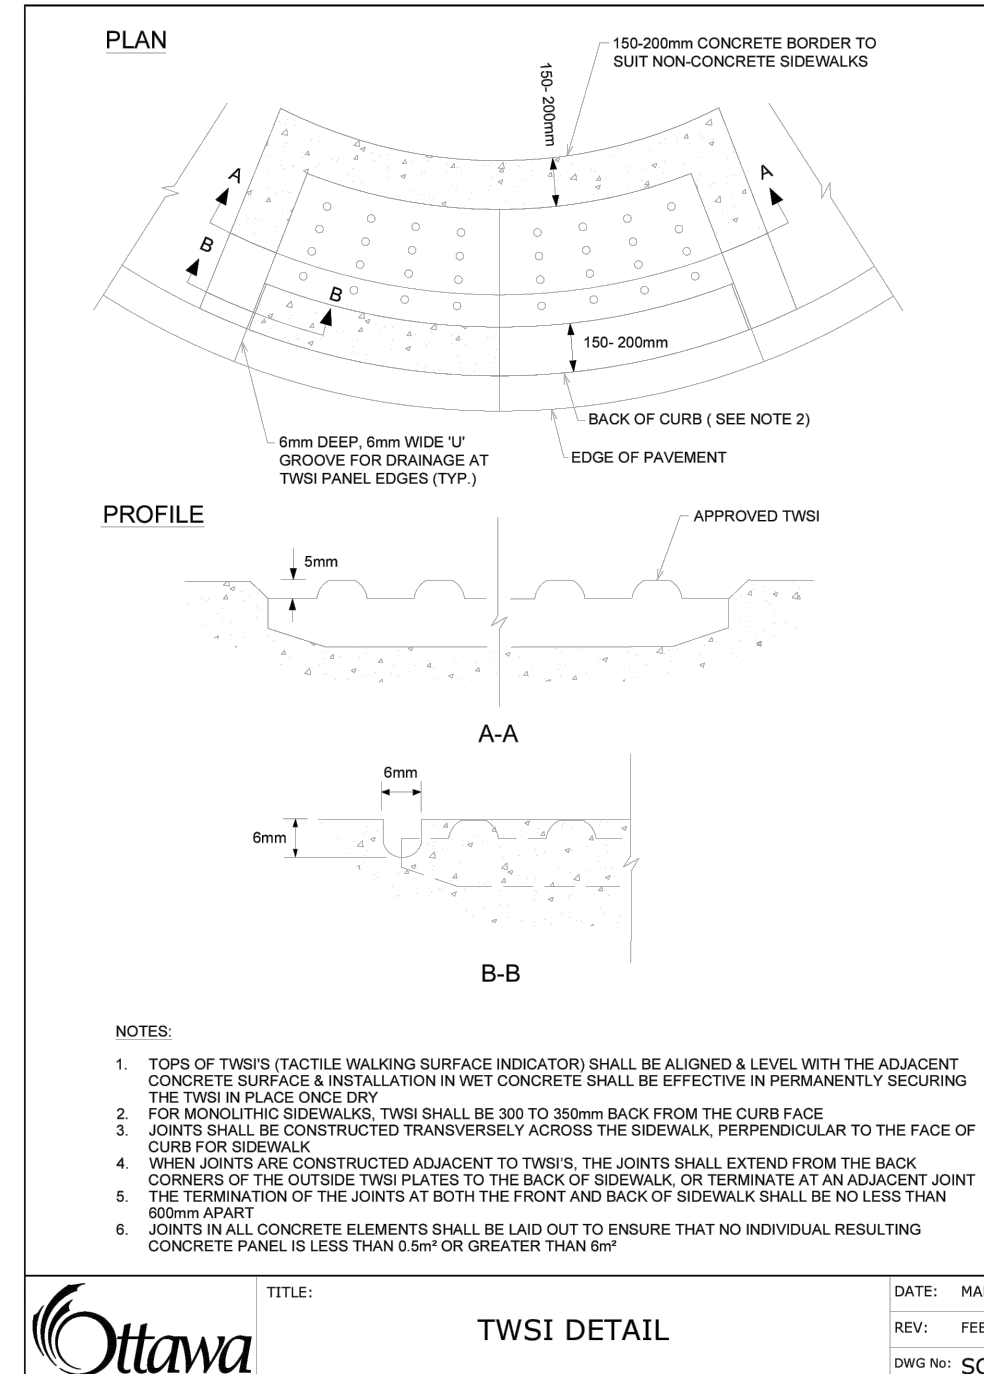 PLAN
150-200mm CONCRETE BORDER TO
SUIT NON-CONCRETE SIDEWALKS
150- 200mm
A
A
B
B
150- 200mm
BACK OF CURB ( SEE NOTE 2)
EDGE OF PAVEMENT
6mm DEEP, 6mm WIDE 'U'
GROOVE FOR DRAINAGE AT
TWSI PANEL EDGES (TYP.)
PROFILE
APPROVED TWSI
5mm
A-A
6mm
6mm
B-B
NOTES:
1. TOPS OF TWSI'S (TACTILE WALKING SURFACE INDICATOR) SHALL BE ALIGNED & LEVEL WITH THE ADJACENT
CONCRETE SURFACE & INSTALLATION IN WET CONCRETE SHALL BE EFFECTIVE IN PERMANENTLY SECURING
THE TWSI IN PLACE ONCE DRY
2. FOR MONOLITHIC SIDEWALKS, TWSI SHALL BE 300 TO 350mm BACK FROM THE CURB FACE
3. JOINTS SHALL BE CONSTRUCTED TRANSVERSELY ACROSS THE SIDEWALK, PERPENDICULAR TO THE FACE OF
CURB FOR SIDEWALK
4. WHEN JOINTS ARE CONSTRUCTED ADJACENT TO TWSI'S, THE JOINTS SHALL EXTEND FROM THE BACK
CORNERS OF THE OUTSIDE TWSI PLATES TO THE BACK OF SIDEWALK, OR TERMINATE AT AN ADJACENT JOINT
5. THE TERMINATION OF THE JOINTS AT BOTH THE FRONT AND BACK OF SIDEWALK SHALL BE NO LESS THAN
600mm APART
6. JOINTS IN ALL CONCRETE ELEMENTS SHALL BE LAID OUT TO ENSURE THAT NO INDIVIDUAL RESULTING
CONCRETE PANEL IS LESS THAN 0.5m² OR GREATER THAN 6m²
Ottawa
TITLE:
TWSI DETAIL
DATE:
REV:
DWG No: